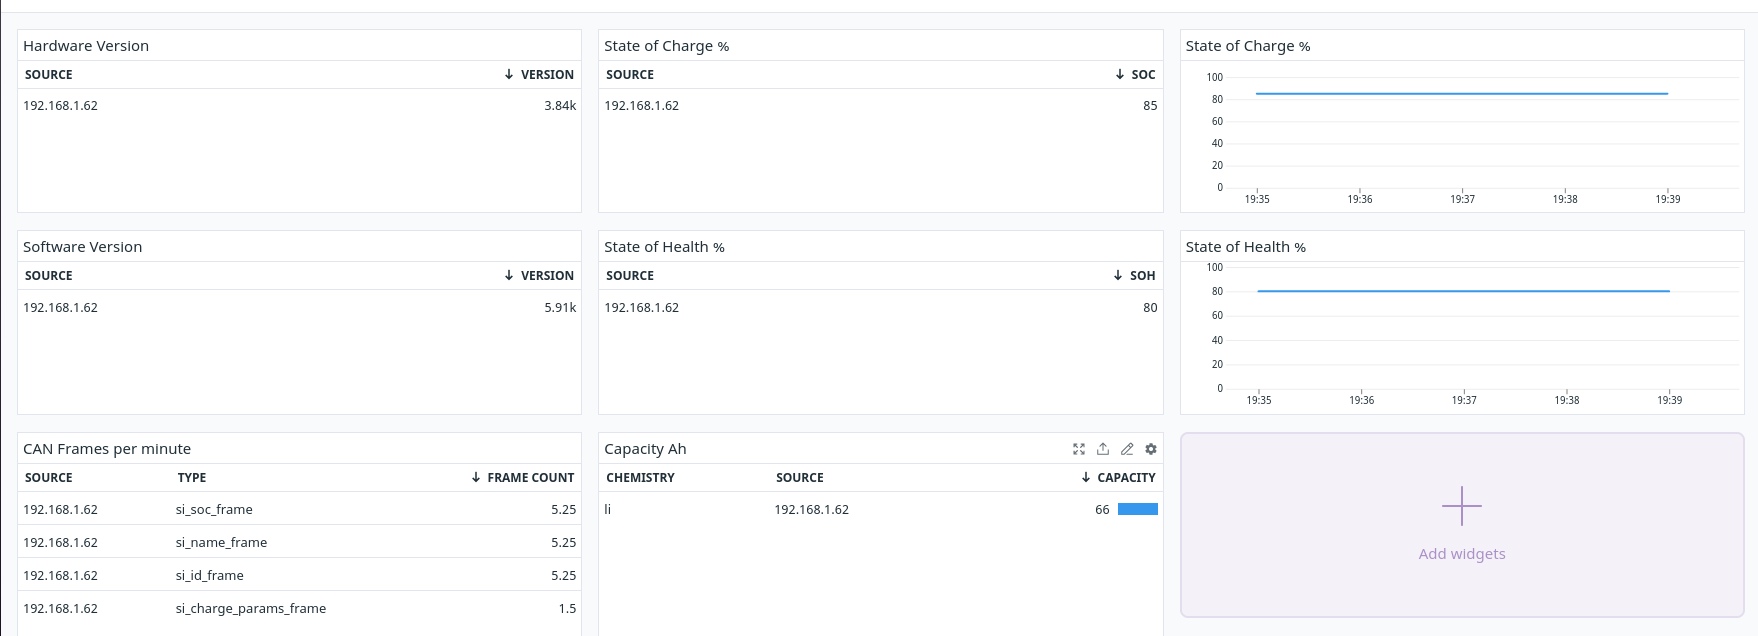 Hardware Version
SOURCE ↓ VERSION
192.168.1.62 3.84k
State of Charge %
SOURCE ↓ SOC
192.168.1.62 85
State of Charge %
100
80
60
40
20
0
19:35 19:36 19:37 19:38 19:39
Software Version
SOURCE ↓ VERSION
192.168.1.62 5.91k
State of Health %
SOURCE ↓ SOH
192.168.1.62 80
State of Health %
100
80
60
40
20
0
19:35 19:36 19:37 19:38 19:39
CAN Frames per minute
SOURCE TYPE ↓ FRAME COUNT
192.168.1.62 si_soc_frame 5.25
192.168.1.62 si_name_frame 5.25
192.168.1.62 si_id_frame 5.25
192.168.1.62 si_charge_params_frame 1.5
Capacity Ah
CHEMISTRY SOURCE ↓ CAPACITY
li 192.168.1.62 66
Add widgets